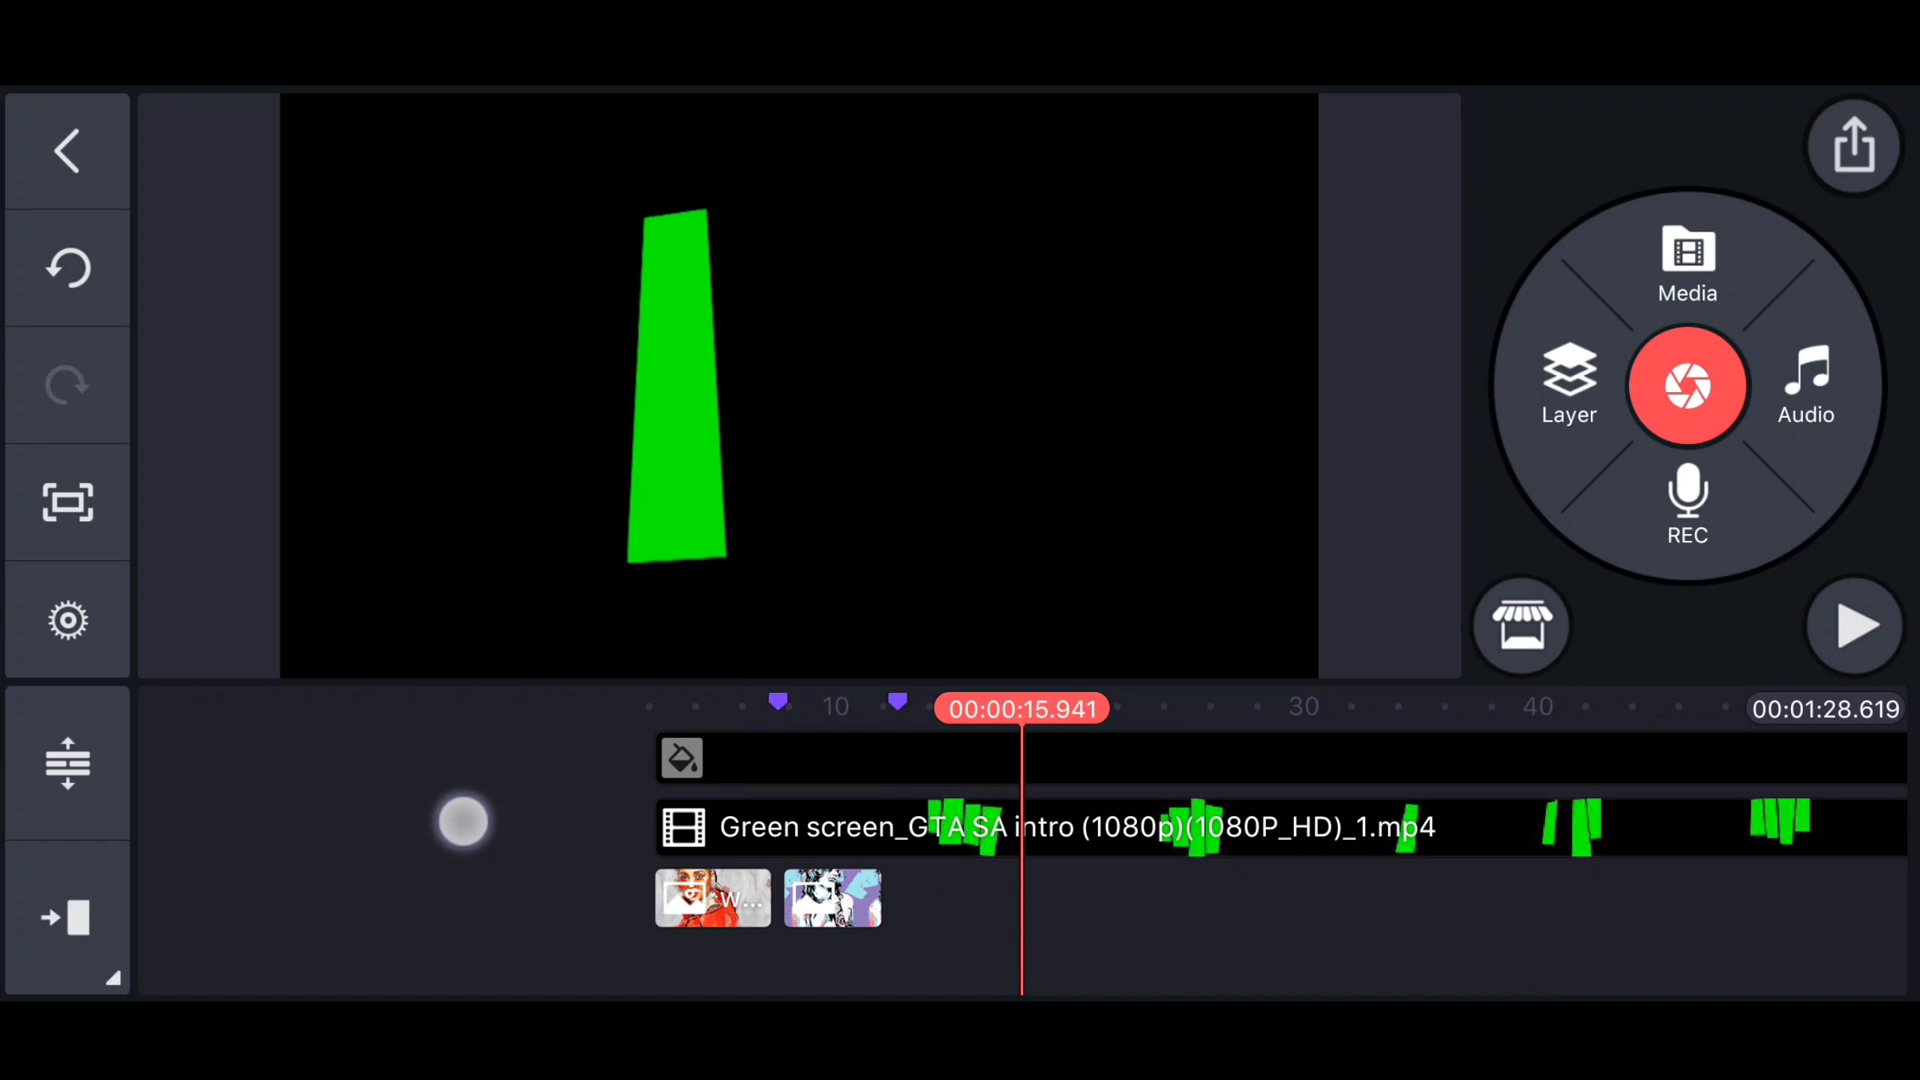 Media
Layer
Audio
REC
10
00:00:15.941
30
40
00:01:28.619
Green screen_GTA SA intro (1080p)(1080P_HD)_1.mp4
W...